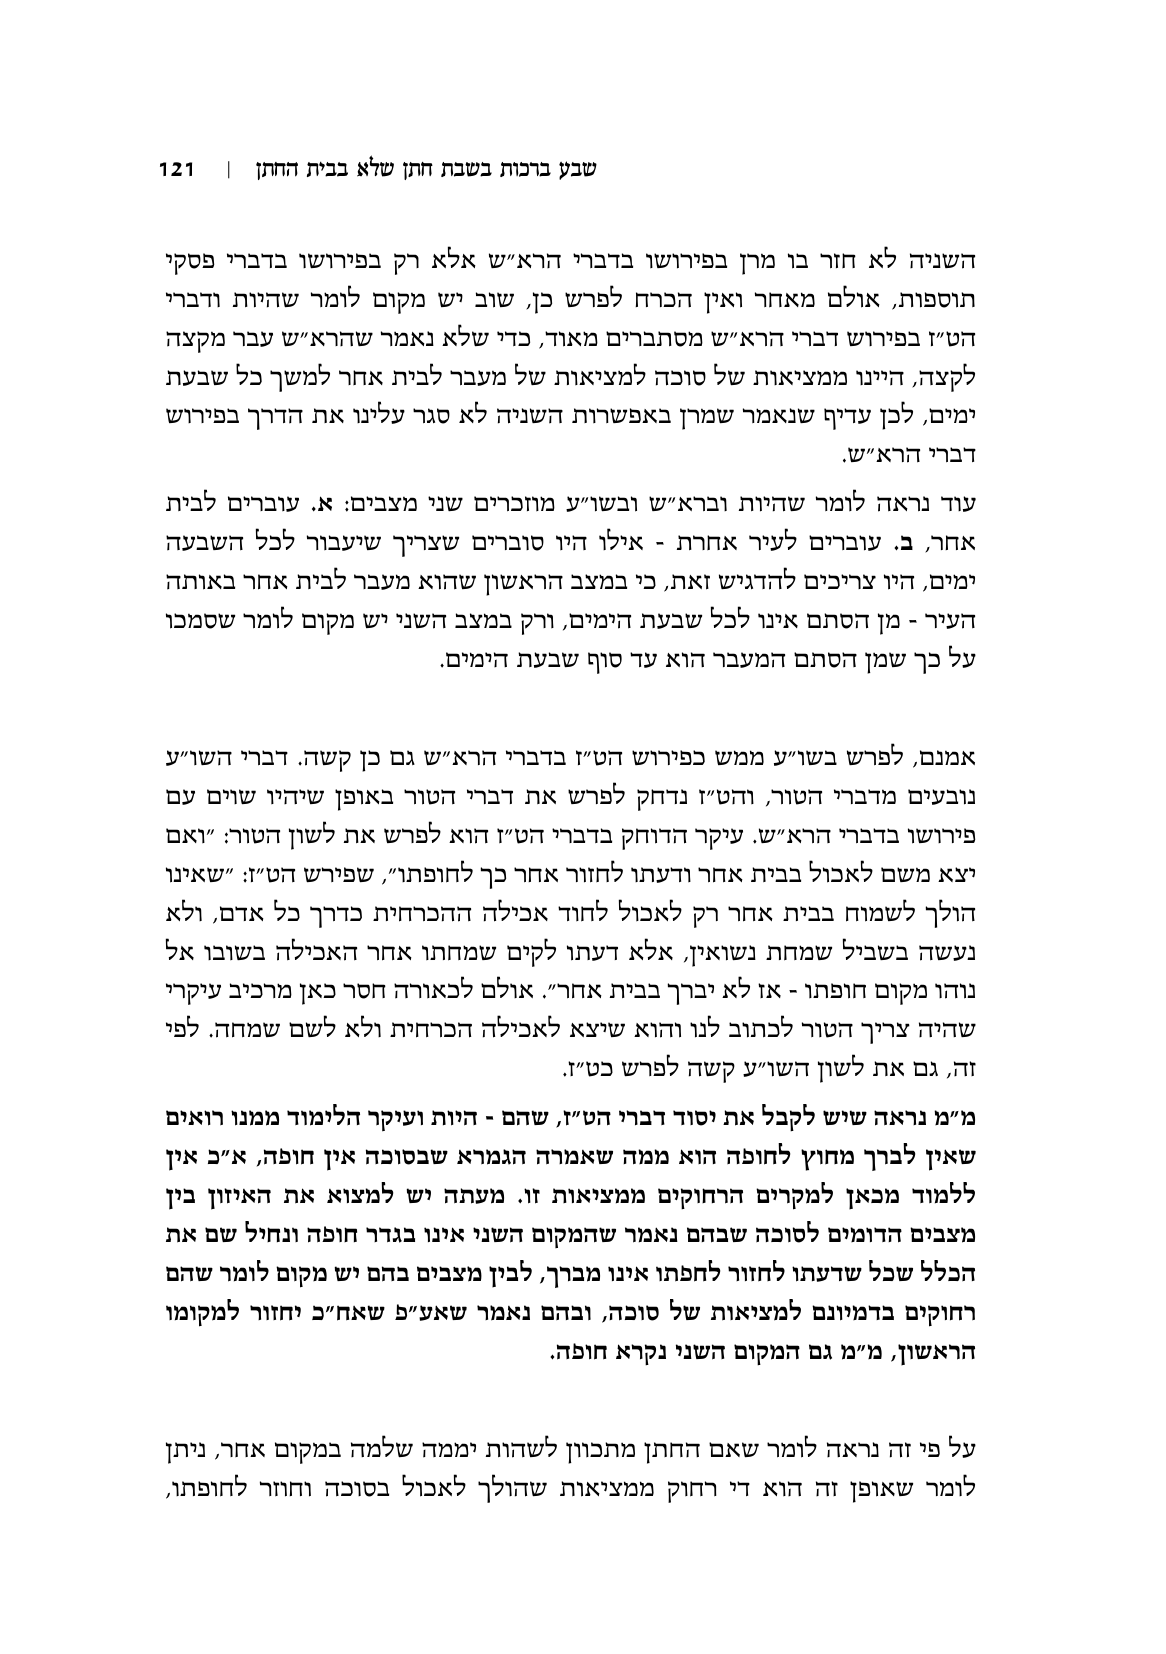 שבע ברכות בשבת חתן שלא בבית החתן | 121
השניה לא חזר בו מרן בפירושו בדברי הרא״ש אלא רק בפירושו בדברי פסקי
תוספות, אולם מאחר ואין הכרח לפרש כן, שוב יש מקום לומר שהיות ודברי
הט״ז בפירוש דברי הרא״ש מסתברים מאוד, כדי שלא נאמר שהרא״ש עבר מקצה
לקצה, היינו ממציאות של סוכה למציאות של מעבר לבית אחר למשך כל שבעת
ימים, לכן עדיף שנאמר שמרן באפשרות השניה לא סגר עלינו את הדרך בפירוש
דברי הרא״ש.
עוד נראה לומר שהיות וברא״ש ובשו״ע מוזכרים שני מצבים: א. עוברים לבית
אחר, ב. עוברים לעיר אחרת - אילו היו סוברים שצריך שיעבור לכל השבעה
ימים, היו צריכים להדגיש זאת, כי במצב הראשון שהוא מעבר לבית אחר באותה
העיר - מן הסתם אינו לכל שבעת הימים, ורק במצב השני יש מקום לומר שסמכו
על כך שמן הסתם המעבר הוא עד סוף שבעת הימים.
אמנם, לפרש בשו״ע ממש כפירוש הט״ז בדברי הרא״ש גם כן קשה. דברי השו״ע
נובעים מדברי הטור, והט״ז נדחק לפרש את דברי הטור באופן שיהיו שוים עם
פירושו בדברי הרא״ש. עיקר הדוחק בדברי הט״ז הוא לפרש את לשון הטור: ״ואם
יצא משם לאכול בבית אחר ודעתו לחזור אחר כך לחופתו״, שפירש הט״ז: ״שאינו
הולך לשמוח בבית אחר רק לאכול לחוד אכילה ההכרחית כדרך כל אדם, ולא
נעשה בשביל שמחת נשואין, אלא דעתו לקים שמחתו אחר האכילה בשובו אל
נוהו מקום חופתו - אז לא יברך בבית אחר״. אולם לכאורה חסר כאן מרכיב עיקרי
שהיה צריך הטור לכתוב לנו והוא שיצא לאכילה הכרחית ולא לשם שמחה. לפי
זה, גם את לשון השו״ע קשה לפרש כט״ז.
מ״מ נראה שיש לקבל את יסוד דברי הט״ז, שהם - היות ועיקר הלימוד ממנו רואים
שאין לברך מחוץ לחופה הוא ממה שאמרה הגמרא שבסוכה אין חופה, א״כ אין
ללמוד מכאן למקרים הרחוקים ממציאות זו. מעתה יש למצוא את האיזון בין
מצבים הדומים לסוכה שבהם נאמר שהמקום השני אינו בגדר חופה ונחיל שם את
הכלל שכל שדעתו לחזור לחפתו אינו מברך, לבין מצבים בהם יש מקום לומר שהם
רחוקים בדמיונם למציאות של סוכה, ובהם נאמר שאע״פ שאח״כ יחזור למקומו
הראשון, מ״מ גם המקום השני נקרא חופה.
על פי זה נראה לומר שאם החתן מתכוון לשהות יממה שלמה במקום אחר, ניתן
לומר שאופן זה הוא די רחוק ממציאות שהולך לאכול בסוכה וחוזר לחופתו,